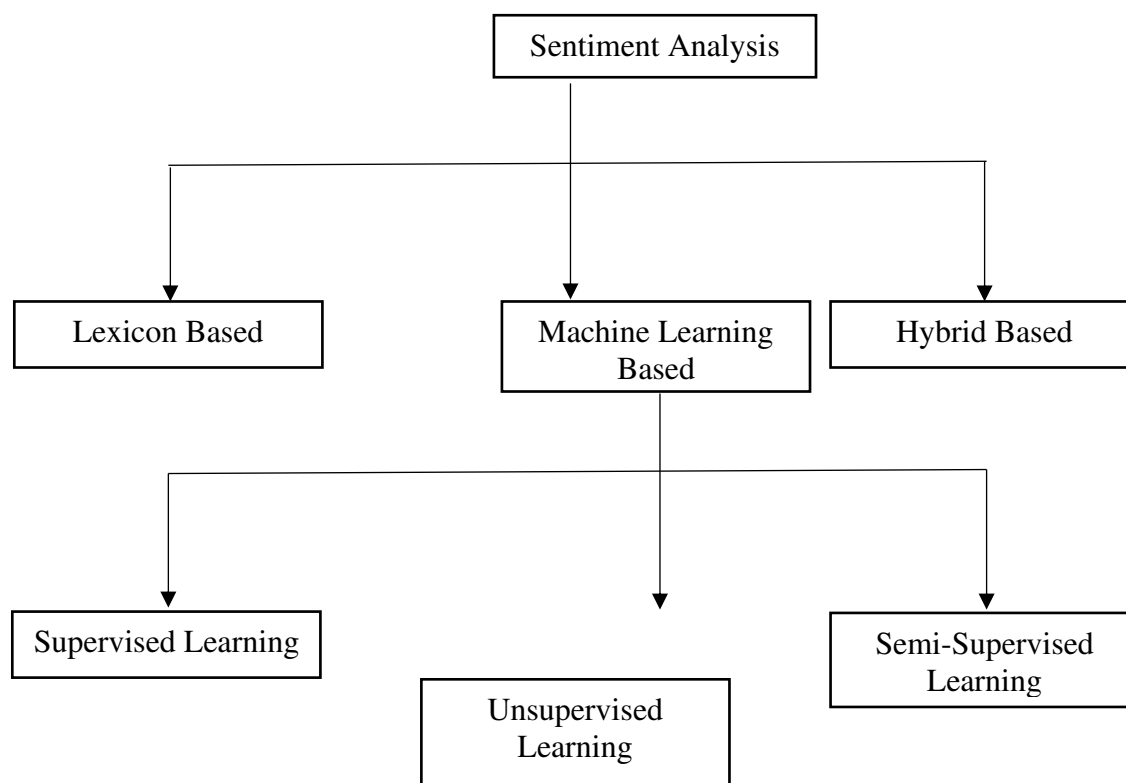 Sentiment Analysis
Lexicon Based
Machine Learning
Based
Hybrid Based
Supervised Learning
Unsupervised
Learning
Semi-Supervised
Learning